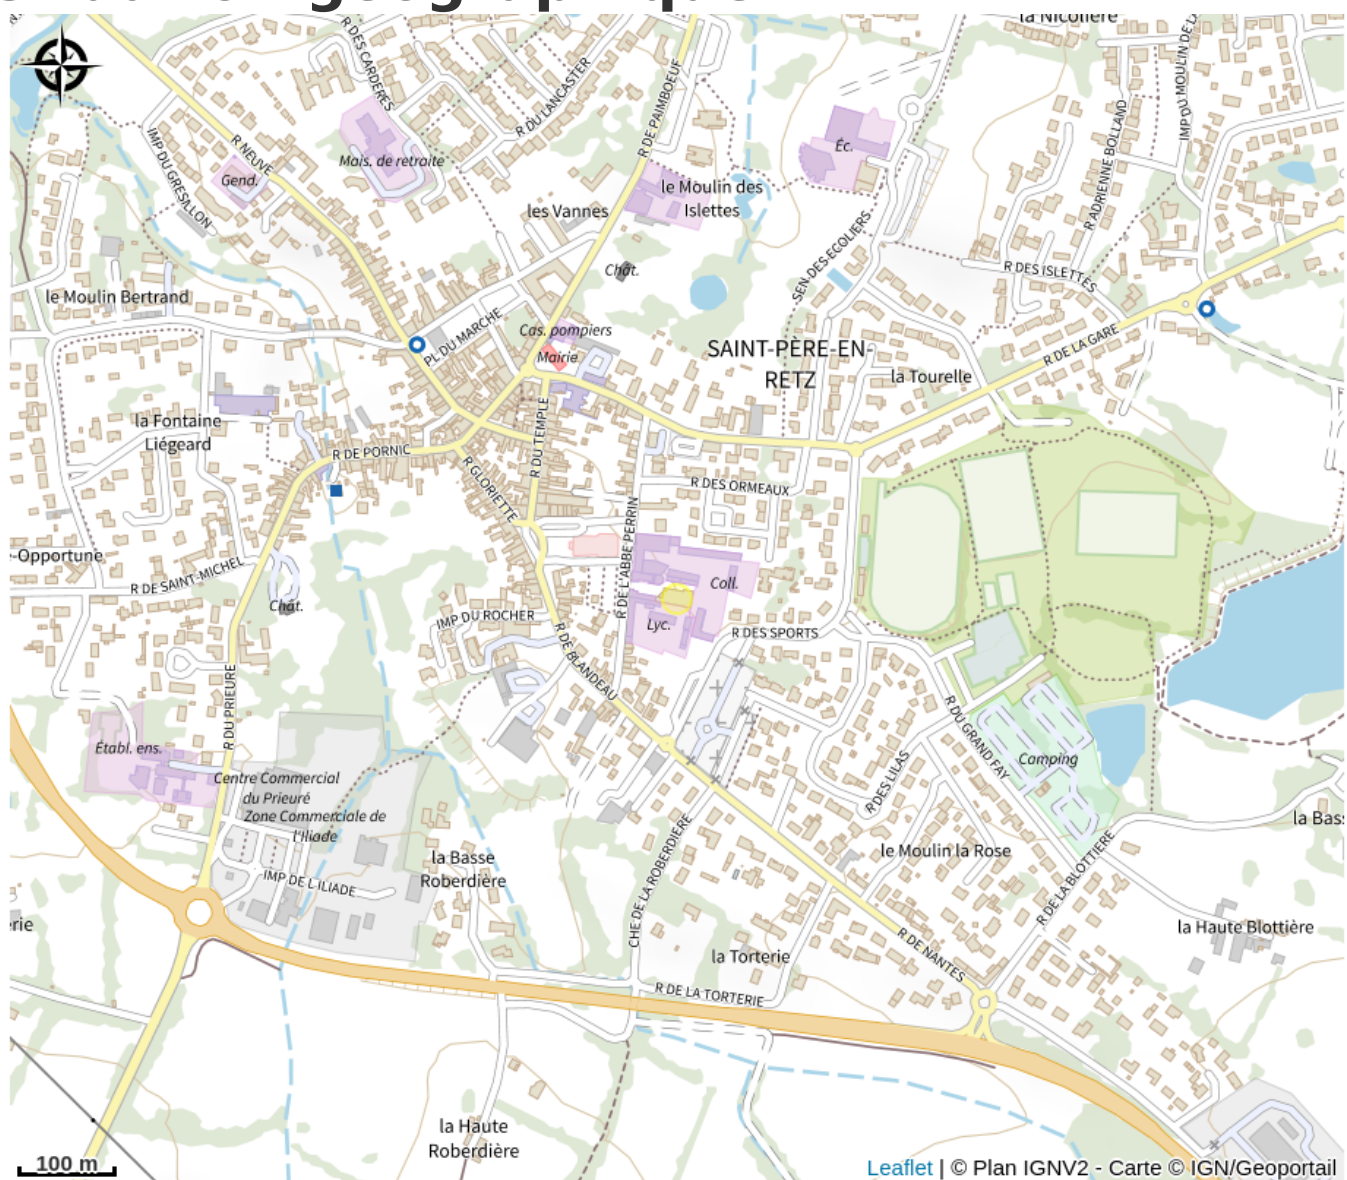 la Nicolière
R DES CARDERES
R DU LANCASTER
R DE PAIMBOEUF
IMP DU MOULIN DE LA
R ADRIENNE BOLLAND
IMP DU GRESILLON
R NEUVE
Gend.
Mais. de retraite
Éc.
le Moulin des
Islettes
les Vannes
SEN DES ECOLIERS
Chât.
R DES ISLETTES
le Moulin Bertrand
PL DU MARCHE
Cas. pompiers
Mairie
SAINT-PÈRE-EN-
RETZ
R DE LA GARE
la Tourelle
la Fontaine
Liégeard
R DE PORNIC
R DU TEMPLE
R GLORIETTE
R DES ORMEAUX
R DE L'ABBE PERRIN
-Opportune
R DE SAINT-MICHEL
Chât.
Coll.
Lyc.
IMP DU ROCHER
R DES SPORTS
R DE BLANDEAU
R DU PRIEURE
R DU GRAND FAY
Établ. ens.
Camping
Centre Commercial
du Prieuré
Zone Commerciale de
l'Iliade
R DES LILAS
la Bass
la Basse
Roberdière
le Moulin la Rose
IMP DE L'ILIADE
CHE DE LA ROBERDIERE
R DE LA BLOTTIERE
erie
la Haute Blottière
la Torterie
R DE NANTES
R DE LA TORTERIE
la Haute
Roberdière
100 m
Leaflet | © Plan IGNV2 - Carte © IGN/Geoportail